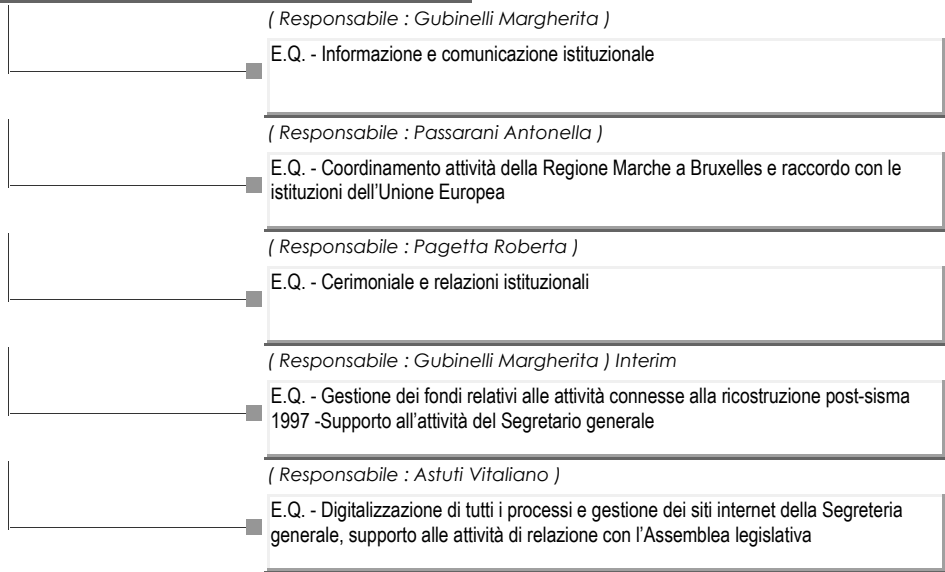 ( Responsabile : Gubinelli Margherita )
E.Q. - Informazione e comunicazione istituzionale
( Responsabile : Passarani Antonella )
E.Q. - Coordinamento attività della Regione Marche a Bruxelles e raccordo con le
istituzioni dell'Unione Europea
( Responsabile : Pagetta Roberta )
E.Q. - Cerimoniale e relazioni istituzionali
( Responsabile : Gubinelli Margherita ) Interim
E.Q. - Gestione dei fondi relativi alle attività connesse alla ricostruzione post-sisma
1997 -Supporto all'attività del Segretario generale
( Responsabile : Astuti Vitaliano )
E.Q. - Digitalizzazione di tutti i processi e gestione dei siti internet della Segreteria
generale, supporto alle attività di relazione con l'Assemblea legislativa